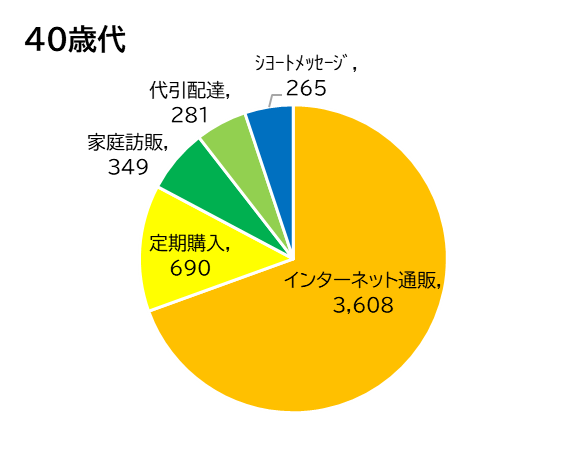 40歳代
ｼﾖｰﾄﾒｯｾｰｼﾞ,
265
代引配達,
281
家庭訪販,
349
定期購入,
690
インターネット通販,
3,608